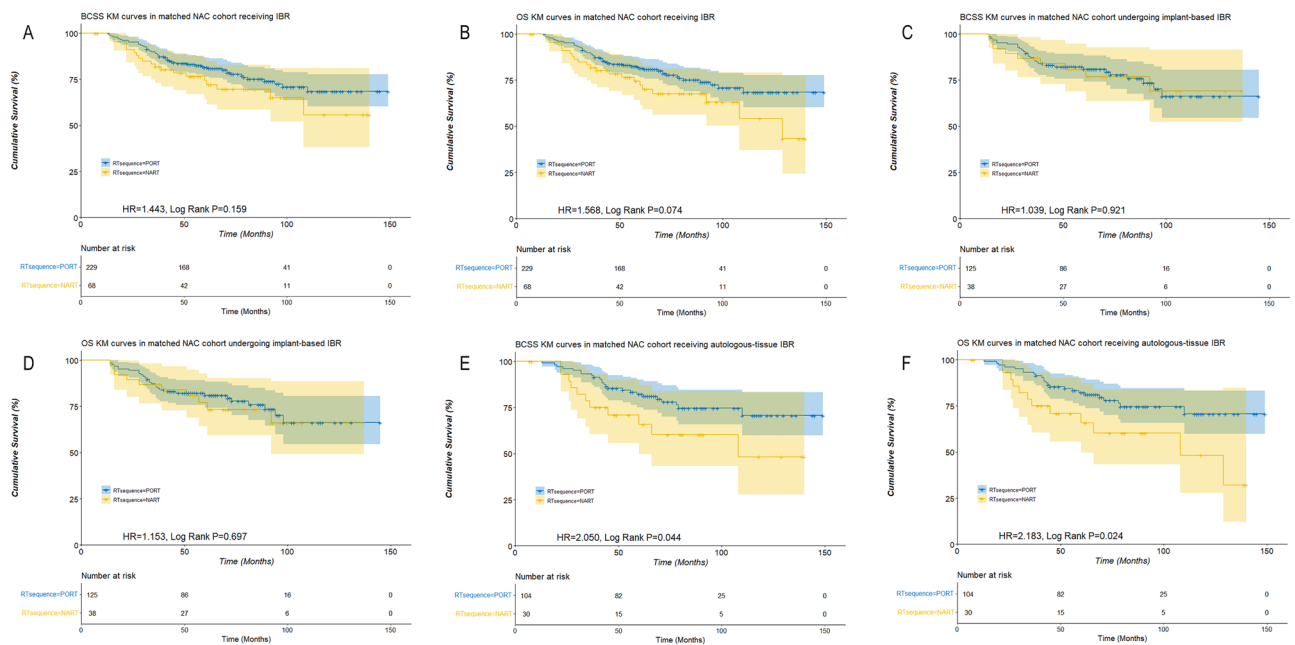 A
BCSS KM curves in matched NAC cohort receiving IBR
Cumulative Survival (%)
100
75
50
25
0
RTsequence=PORT
RTsequence=NART
HR=1.443, Log Rank P=0.159
0 50 100 150
Time (Months)
Number at risk
RTsequence=PORT 229 168 41 0
RTsequence=NART 68 42 11 0
0 50 100 150
Time (Months)
B
OS KM curves in matched NAC cohort receiving IBR
Cumulative Survival (%)
100
75
50
25
0
RTsequence=PORT
RTsequence=NART
HR=1.568, Log Rank P=0.074
0 50 100 150
Time (Months)
Number at risk
RTsequence=PORT 229 168 41 0
RTsequence=NART 68 42 11 0
0 50 100 150
Time (Months)
C
BCSS KM curves in matched NAC cohort undergoing implant-based IBR
Cumulative Survival (%)
100
75
50
25
0
RTsequence=PORT
RTsequence=NART
HR=1.039, Log Rank P=0.921
0 50 100 150
Time (Months)
Number at risk
RTsequence=PORT 125 86 16 0
RTsequence=NART 38 27 6 0
0 50 100 150
Time (Months)
D
OS KM curves in matched NAC cohort undergoing implant-based IBR
Cumulative Survival (%)
100
75
50
25
0
RTsequence=PORT
RTsequence=NART
HR=1.153, Log Rank P=0.697
0 50 100 150
Time (Months)
Number at risk
RTsequence=PORT 125 86 16 0
RTsequence=NART 38 27 6 0
0 50 100 150
Time (Months)
E
BCSS KM curves in matched NAC cohort receiving autologous-tissue IBR
Cumulative Survival (%)
100
75
50
25
0
RTsequence=PORT
RTsequence=NART
HR=2.050, Log Rank P=0.044
0 50 100 150
Time (Months)
Number at risk
RTsequence=PORT 104 82 25 0
RTsequence=NART 30 15 5 0
0 50 100 150
Time (Months)
F
OS KM curves in matched NAC cohort receiving autologous-tissue IBR
Cumulative Survival (%)
100
75
50
25
0
RTsequence=PORT
RTsequence=NART
HR=2.183, Log Rank P=0.024
0 50 100 150
Time (Months)
Number at risk
RTsequence=PORT 104 82 25 0
RTsequence=NART 30 15 5 0
0 50 100 150
Time (Months)